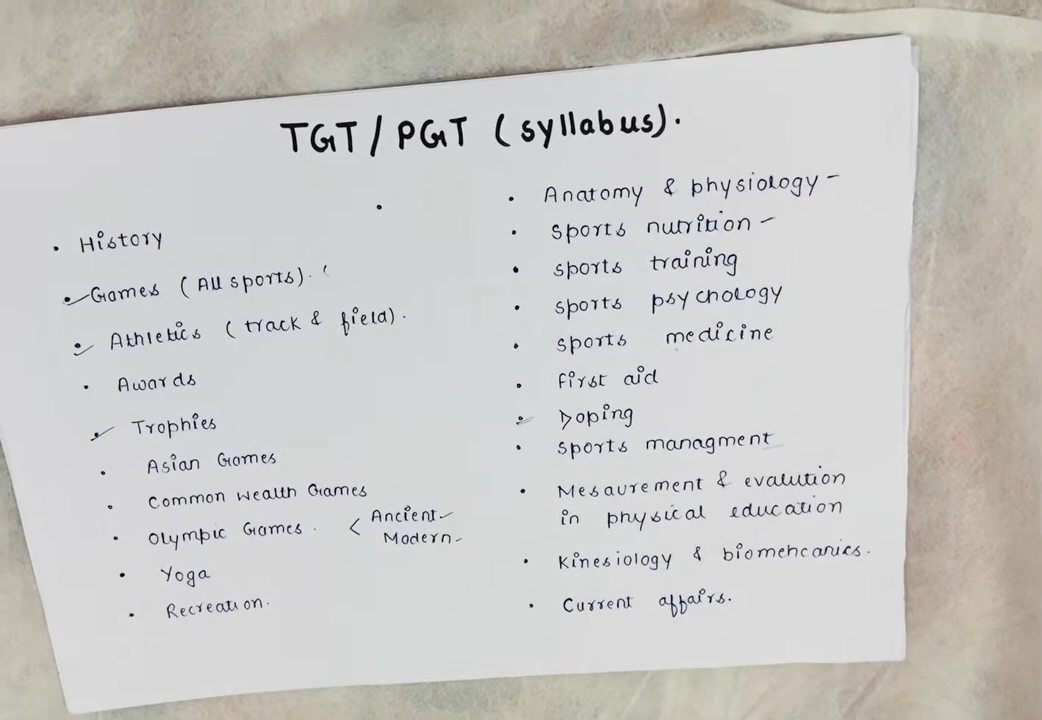 TGT / PGT (syllabus).
• History
• Games (All sports).
• Athletics (track & field).
• Awards
Trophies
• Asian Games
• Common wealth Games
• Olympic Games. < Ancient
Modern
• Yoga
• Recreation.
• Anatomy & physiology -
• sports nutrition -
• sports training
• sports psychology
• sports medicine
• first aid
• Doping
• sports managment
• Mesaurement & evalution
in physical education
• Kinesiology & biomehcanics.
• Current affairs.